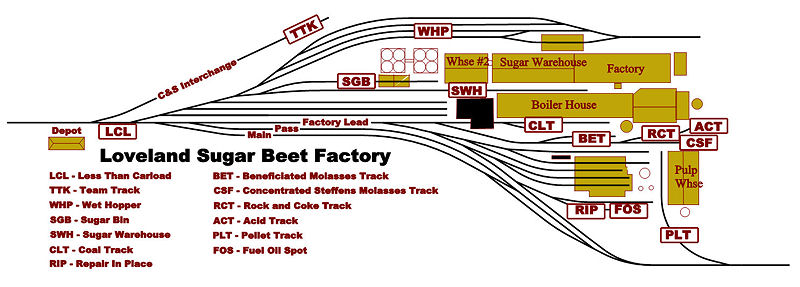 TTK
WHP
C&S Interchange
Whse #2
Sugar Warehouse
Factory
SGB
SWH
Boiler House
Depot
LCL
Factory Lead
Pass
Main
CLT
BET
RCT
ACT
CSF
Loveland Sugar Beet Factory
Pulp
Whse
LCL - Less Than Carload
TTK - Team Track
WHP - Wet Hopper
SGB - Sugar Bin
SWH - Sugar Warehouse
CLT - Coal Track
RIP - Repair In Place
BET - Beneficiated Molasses Track
CSF - Concentrated Steffens Molasses Track
RCT - Rock and Coke Track
ACT - Acid Track
PLT - Pellet Track
FOS - Fuel Oil Spot
RIP
FOS
PLT